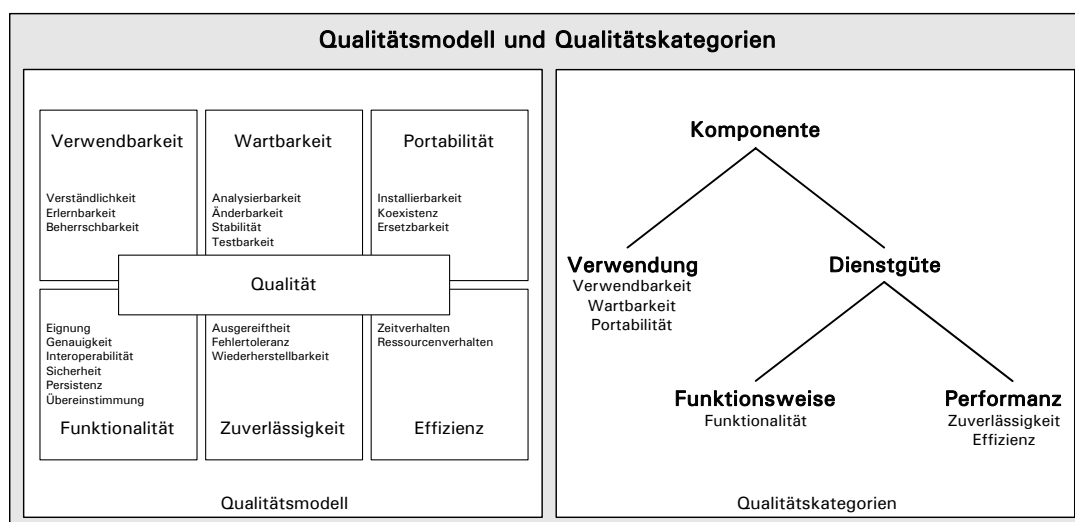 Qualitätsmodell und Qualitätskategorien
Verwendbarkeit
Verständlichkeit
Erlernbarkeit
Beherrschbarkeit
Wartbarkeit
Analysierbarkeit
Änderbarkeit
Stabilität
Testbarkeit
Portabilität
Installierbarkeit
Koexistenz
Ersetzbarkeit
Qualität
Eignung
Genauigkeit
Interoperabilität
Sicherheit
Persistenz
Übereinstimmung
Funktionalität
Ausgereiftheit
Fehlertoleranz
Wiederherstellbarkeit
Zuverlässigkeit
Zeitverhalten
Ressourcenverhalten
Effizienz
Qualitätsmodell
Komponente
Verwendung
Verwendbarkeit
Wartbarkeit
Portabilität
Dienstgüte
Funktionsweise
Funktionalität
Performanz
Zuverlässigkeit
Effizienz
Qualitätskategorien